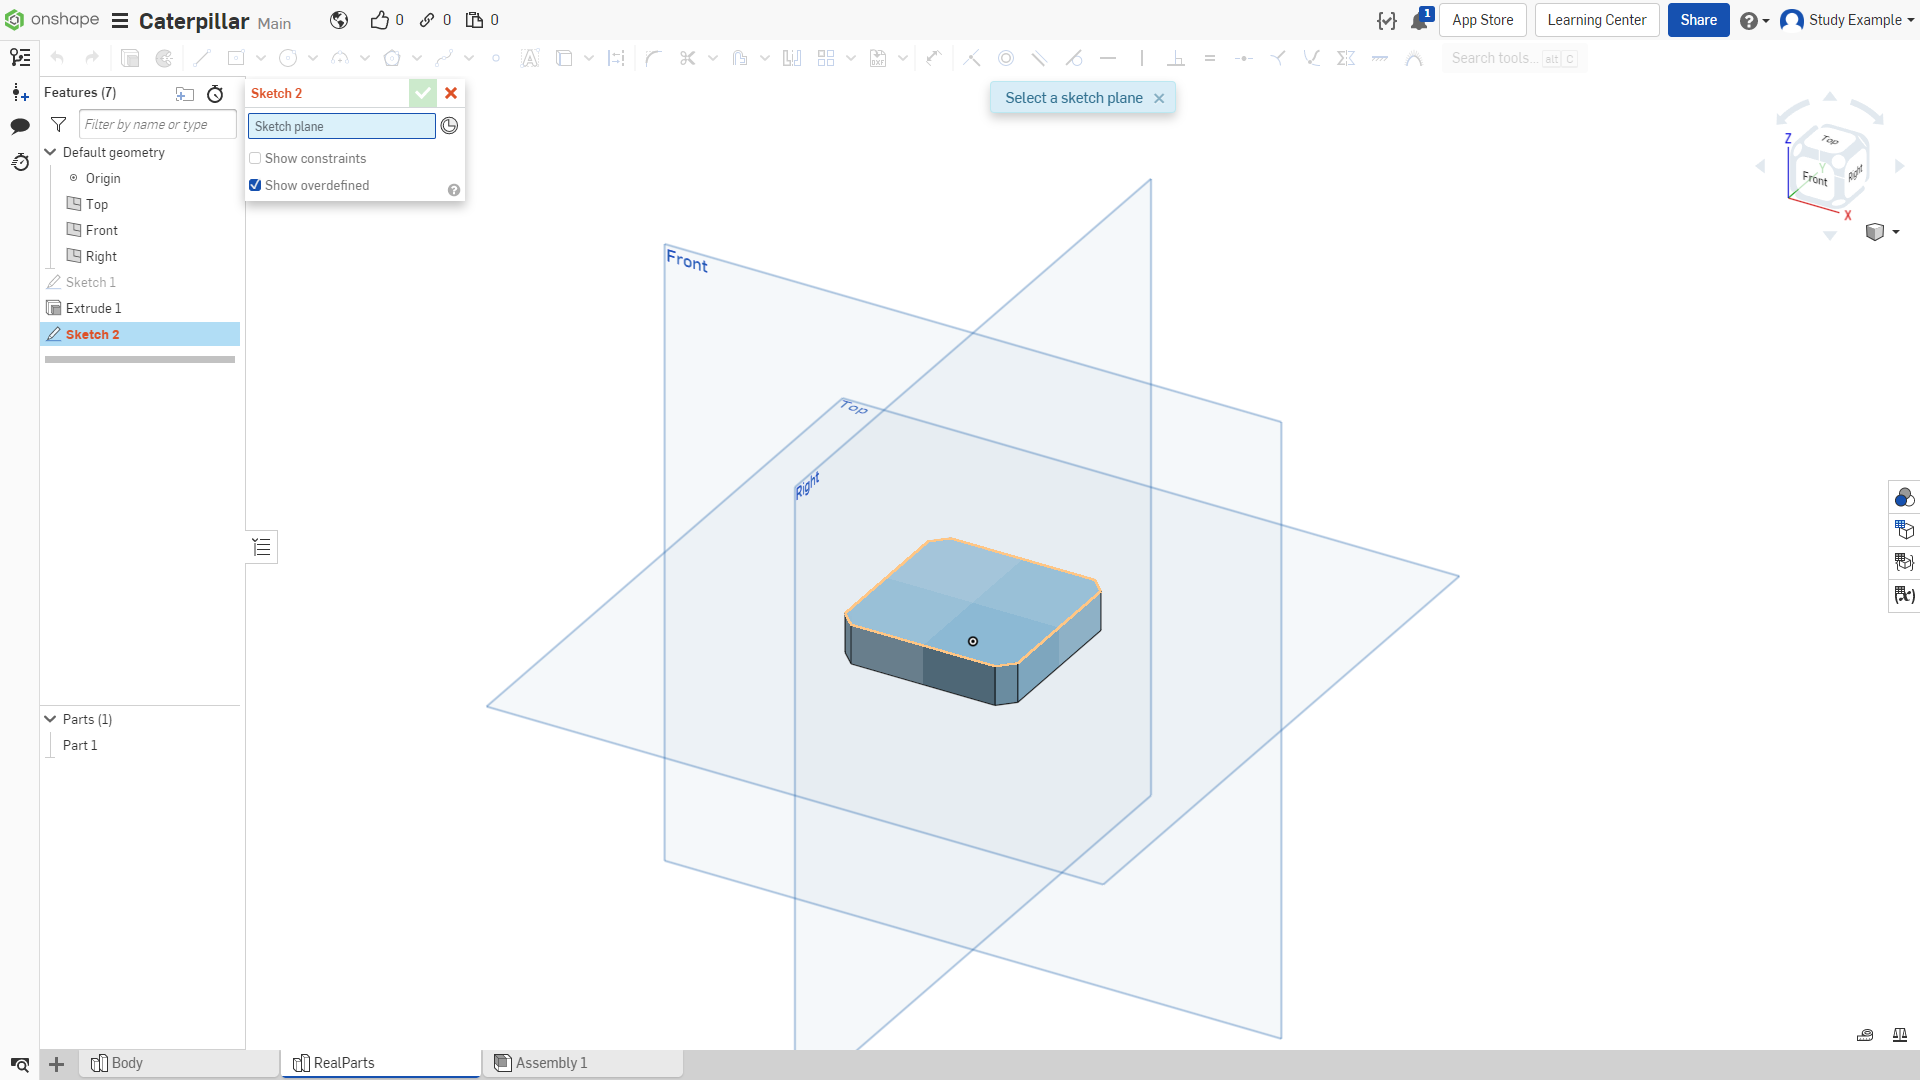 onshape Caterpillar Main 0 0 0 1 App Store Learning Center Share Study Example
Search tools... alt C
Features (7)
Filter by name or type
Default geometry
Origin
Top
Front
Right
Sketch 1
Extrude 1
Sketch 2
Parts (1)
Part 1
Sketch 2
Sketch plane
Show constraints
Show overdefined
Select a sketch plane
Front
Top
Right
Z
Top
Y
Front
Right
X
Body
RealParts
Assembly 1